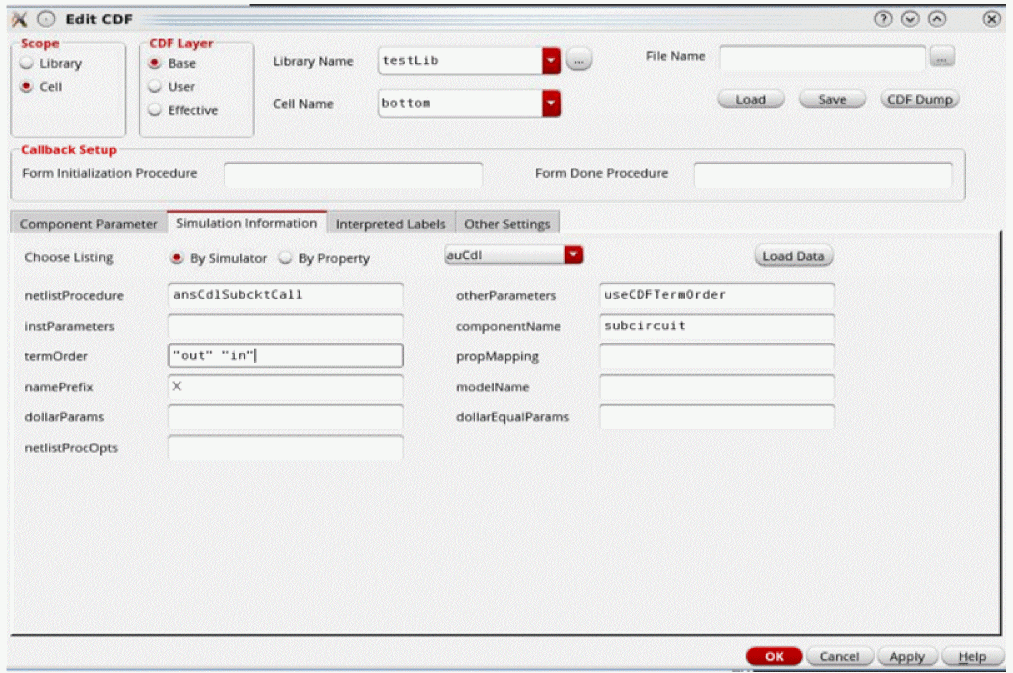 Edit CDF
Scope
Library
Cell
CDF Layer
Base
User
Effective
Library Name testLib ...
Cell Name bottom
File Name ...
Load Save CDF Dump
Callback Setup
Form Initialization Procedure Form Done Procedure
Component Parameter Simulation Information Interpreted Labels Other Settings
Choose Listing By Simulator By Property auCdl Load Data
netlistProcedure ansCdlSubcktCall otherParameters useCDFTermOrder
instParameters componentName subcircuit
termOrder "out" "in" propMapping
namePrefix X modelName
dollarParams dollarEqualParams
netlistProcOpts
OK Cancel Apply Help